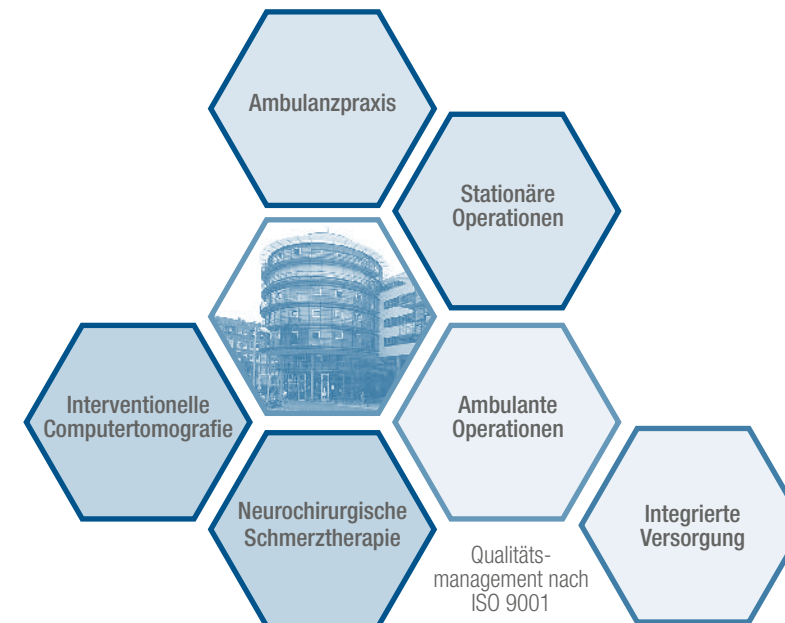 Ambulanzpraxis
Stationäre
Operationen
Interventionelle
Computertomografie
Ambulante
Operationen
Neurochirurgische
Schmerztherapie
Integrierte
Versorgung
Qualitäts-
management nach
ISO 9001